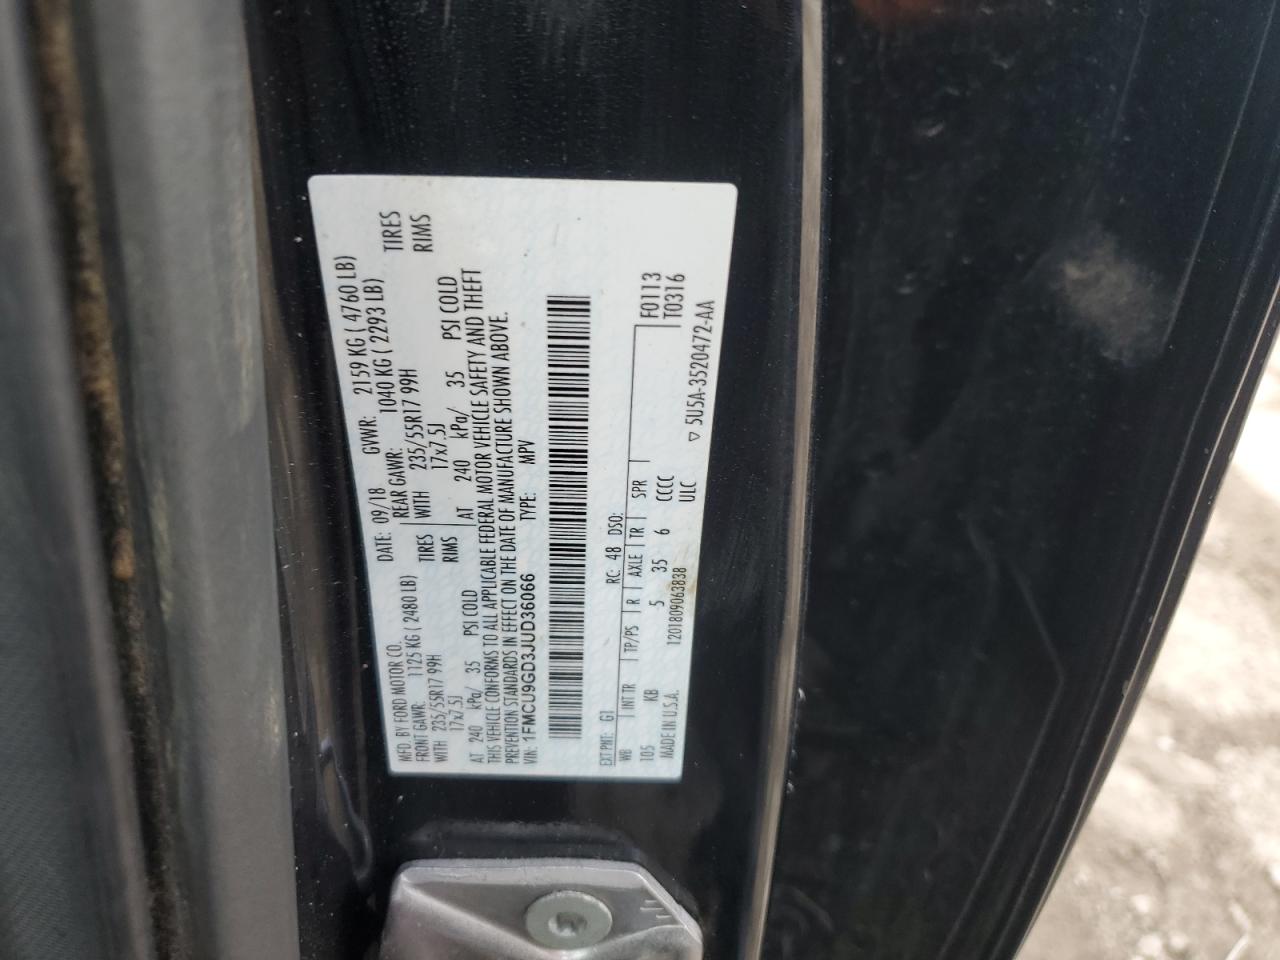 MFD. BY FORD MOTOR CO.
DATE: 09/18 GVWR: 2159 KG ( 4760 LB)
FRONT GAWR: 1125 KG ( 2480 LB) REAR GAWR: 1040 KG ( 2293 LB)
WITH 235/55R17 99H TIRES WITH 235/55R17 99H TIRES
17x7.5J RIMS 17x7.5J RIMS
AT 240 kPa/ 35 PSI COLD AT 240 kPa/ 35 PSI COLD
THIS VEHICLE CONFORMS TO ALL APPLICABLE FEDERAL MOTOR VEHICLE SAFETY AND THEFT
PREVENTION STANDARDS IN EFFECT ON THE DATE OF MANUFACTURE SHOWN ABOVE.
VIN: 1FMCU9GD3JUD36066 TYPE: MPV
EXT PNT: G1 RC: 48 DSO: F0113
WB INT TR TP/PS R AXLE TR SPR T0316
105 KB 5 35 6 CCCC
MADE IN U.S.A. 1201809063838 ULC ▽ 5U5A-3520472-AA